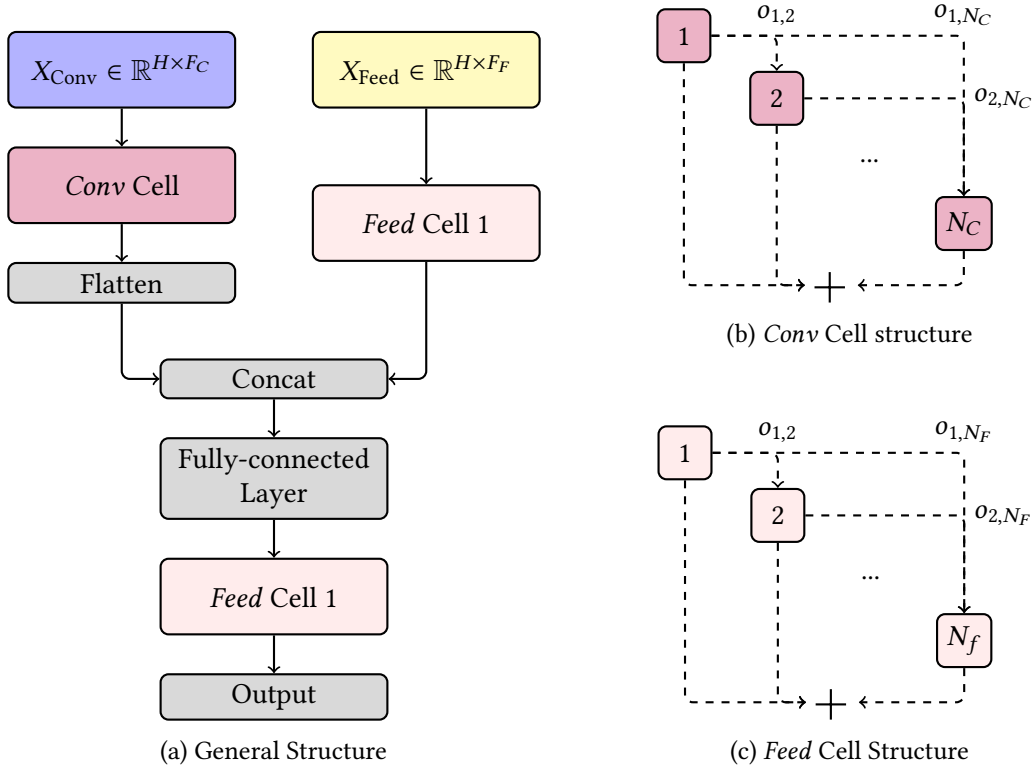 X_Conv ∈ ℝ^{H×F_C}
X_Feed ∈ ℝ^{H×F_F}
Conv Cell
Feed Cell 1
Flatten
Concat
Fully-connected
Layer
Feed Cell 1
Output
(a) General Structure
o_{1,2}
o_{1,N_C}
1
2
o_{2,N_C}
...
N_C
(b) Conv Cell structure
o_{1,2}
o_{1,N_F}
1
2
o_{2,N_F}
...
N_f
(c) Feed Cell Structure